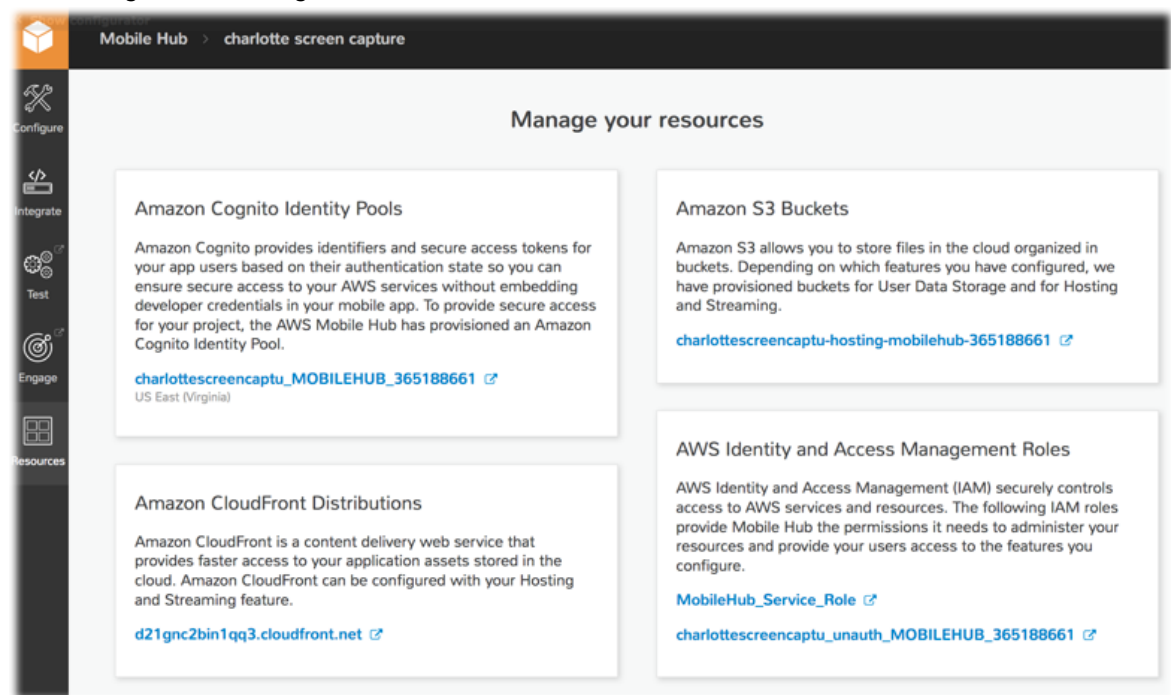 Show configurator
Mobile Hub > charlotte screen capture
Configure
Integrate
Test
Engage
Resources
Manage your resources
Amazon Cognito Identity Pools
Amazon Cognito provides identifiers and secure access tokens for
your app users based on their authentication state so you can
ensure secure access to your AWS services without embedding
developer credentials in your mobile app. To provide secure access
for your project, the AWS Mobile Hub has provisioned an Amazon
Cognito Identity Pool.
charlottescreencaptu_MOBILEHUB_365188661
US East (Virginia)
Amazon S3 Buckets
Amazon S3 allows you to store files in the cloud organized in
buckets. Depending on which features you have configured, we
have provisioned buckets for User Data Storage and for Hosting
and Streaming.
charlottescreencaptu-hosting-mobilehub-365188661
Amazon CloudFront Distributions
Amazon CloudFront is a content delivery web service that
provides faster access to your application assets stored in the
cloud. Amazon CloudFront can be configured with your Hosting
and Streaming feature.
d21gnc2bin1qq3.cloudfront.net
AWS Identity and Access Management Roles
AWS Identity and Access Management (IAM) securely controls
access to AWS services and resources. The following IAM roles
provide Mobile Hub the permissions it needs to administer your
resources and provide your users access to the features you
configure.
MobileHub_Service_Role
charlottescreencaptu_unauth_MOBILEHUB_365188661